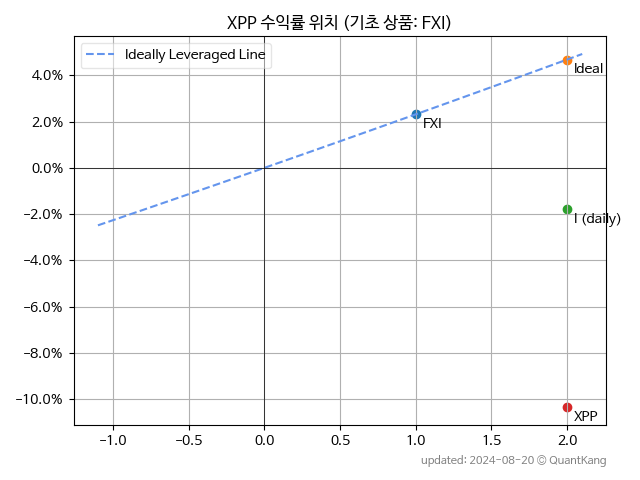 XPP 수익률 위치 (기초 상품: FXI)
Ideally Leveraged Line
4.0%
2.0%
0.0%
−2.0%
−4.0%
−6.0%
−8.0%
−10.0%
Ideal
FXI
I (daily)
XPP
−1.0 −0.5 0.0 0.5 1.0 1.5 2.0
updated: 2024-08-20 © QuantKang